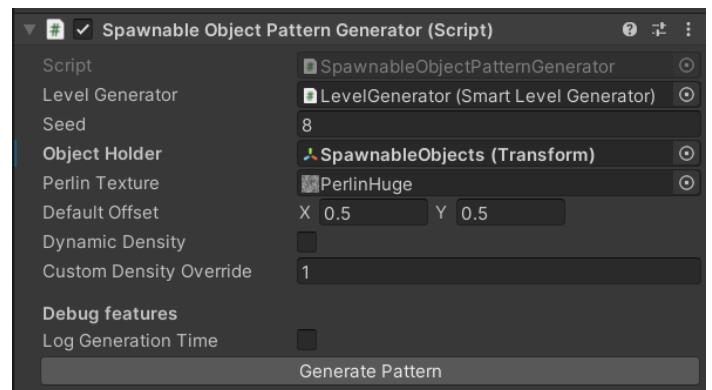 Spawnable Object Pattern Generator (Script)
Script SpawnableObjectPatternGenerator
Level Generator LevelGenerator (Smart Level Generator)
Seed 8
Object Holder SpawnableObjects (Transform)
Perlin Texture PerlinHuge
Default Offset X 0.5 Y 0.5
Dynamic Density
Custom Density Override 1
Debug features
Log Generation Time
Generate Pattern